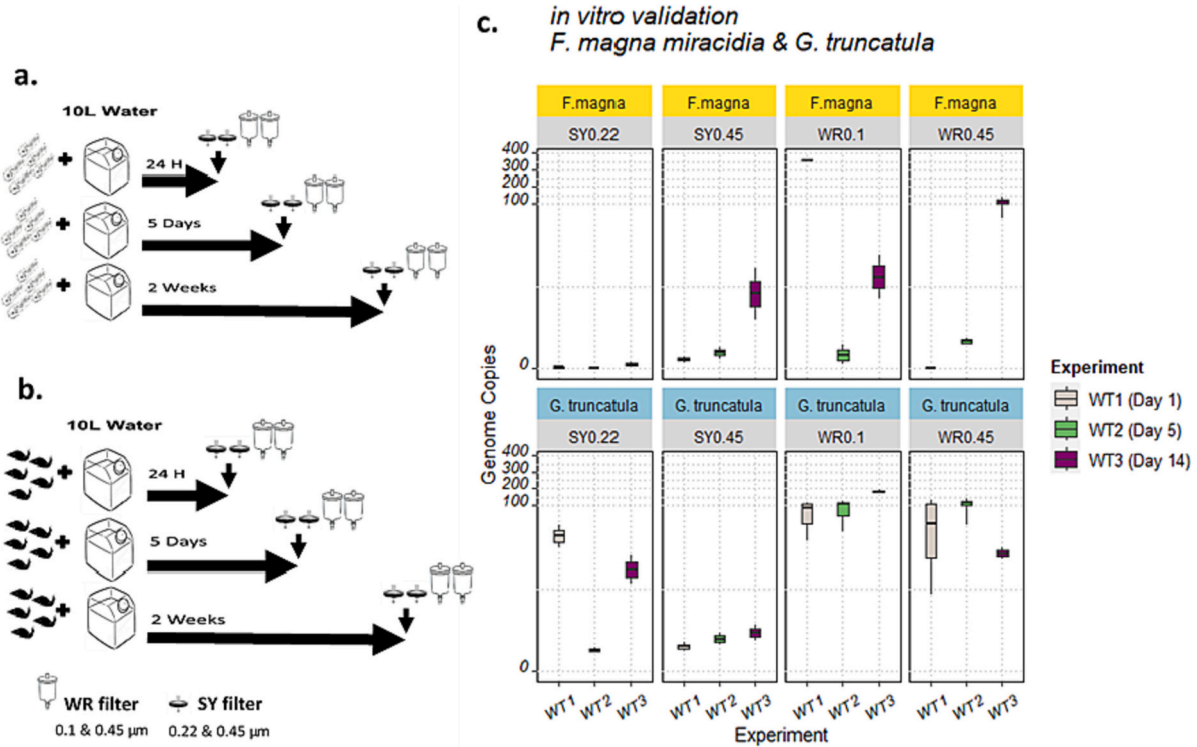 a.
10L Water
24 H
5 Days
2 Weeks
b.
10L Water
24 H
5 Days
2 Weeks
WR filter
0.1 & 0.45 µm
SY filter
0.22 & 0.45 µm
c.
in vitro validation
F. magna miracidia & G. truncatula
F.magna F.magna F.magna F.magna
SY0.22 SY0.45 WR0.1 WR0.45
400
300
200
100
0
G. truncatula G. truncatula G. truncatula G. truncatula
SY0.22 SY0.45 WR0.1 WR0.45
400
300
200
100
0
Genome Copies
WT1 WT2 WT3 WT1 WT2 WT3 WT1 WT2 WT3 WT1 WT2 WT3
Experiment
Experiment
WT1 (Day 1)
WT2 (Day 5)
WT3 (Day 14)